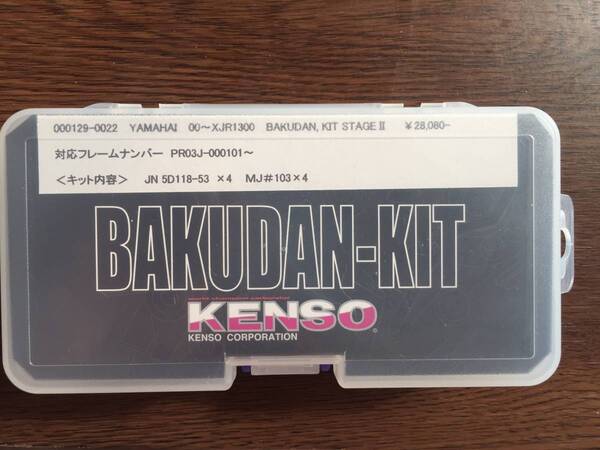 000129-0022 YAMAHAI 00～XJR1300 BAKUDAN, KIT STAGEⅡ ￥28,080-
対応フレームナンバー PR03J-000101～
＜キット内容＞ JN 5D118-53 ×4 MJ#103×4
BAKUDAN-KIT
KENSO
KENSO CORPORATION